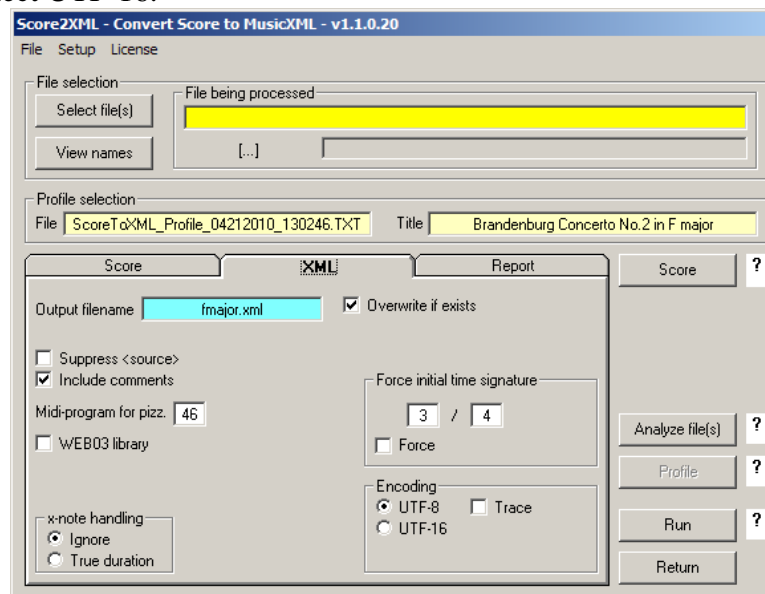 Score2XML - Convert Score to MusicXML - v1.1.0.20
File Setup License
File selection
Select file(s)
File being processed
View names
[...]
Profile selection
File ScoreToXML_Profile_04212010_130246.TXT Title Brandenburg Concerto No.2 in F major
Score XML Report
Score ?
Output filename fmajor.xml Overwrite if exists
Suppress <source>
Include comments
Force initial time signature
Midi-program for pizz. 46
3 / 4
WEB03 library
Force
Analyze file(s) ?
Profile ?
Encoding
UTF-8 Trace
UTF-16
x-note handling
Ignore
True duration
Run ?
Return